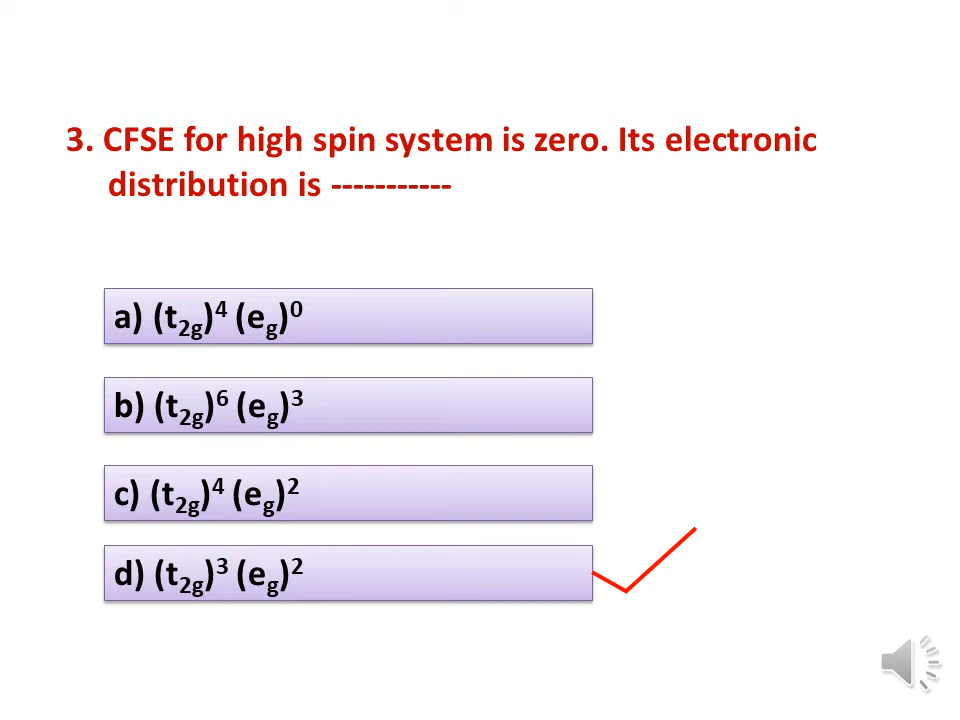 3. CFSE for high spin system is zero. Its electronic
distribution is -----------
a) (t₂g)⁴ (eg)⁰
b) (t₂g)⁶ (eg)³
c) (t₂g)⁴ (eg)²
d) (t₂g)³ (eg)²